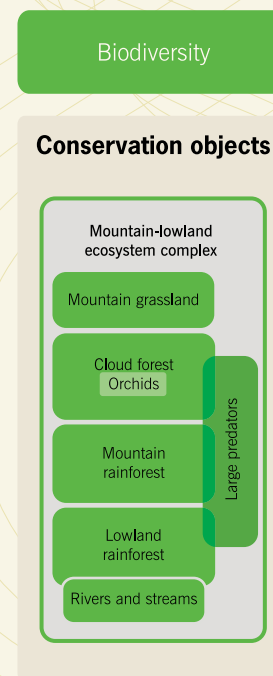 Biodiversity
Conservation objects
Mountain-lowland
ecosystem complex
Mountain grassland
Cloud forest
Orchids
Large predators
Mountain
rainforest
Lowland
rainforest
Rivers and streams